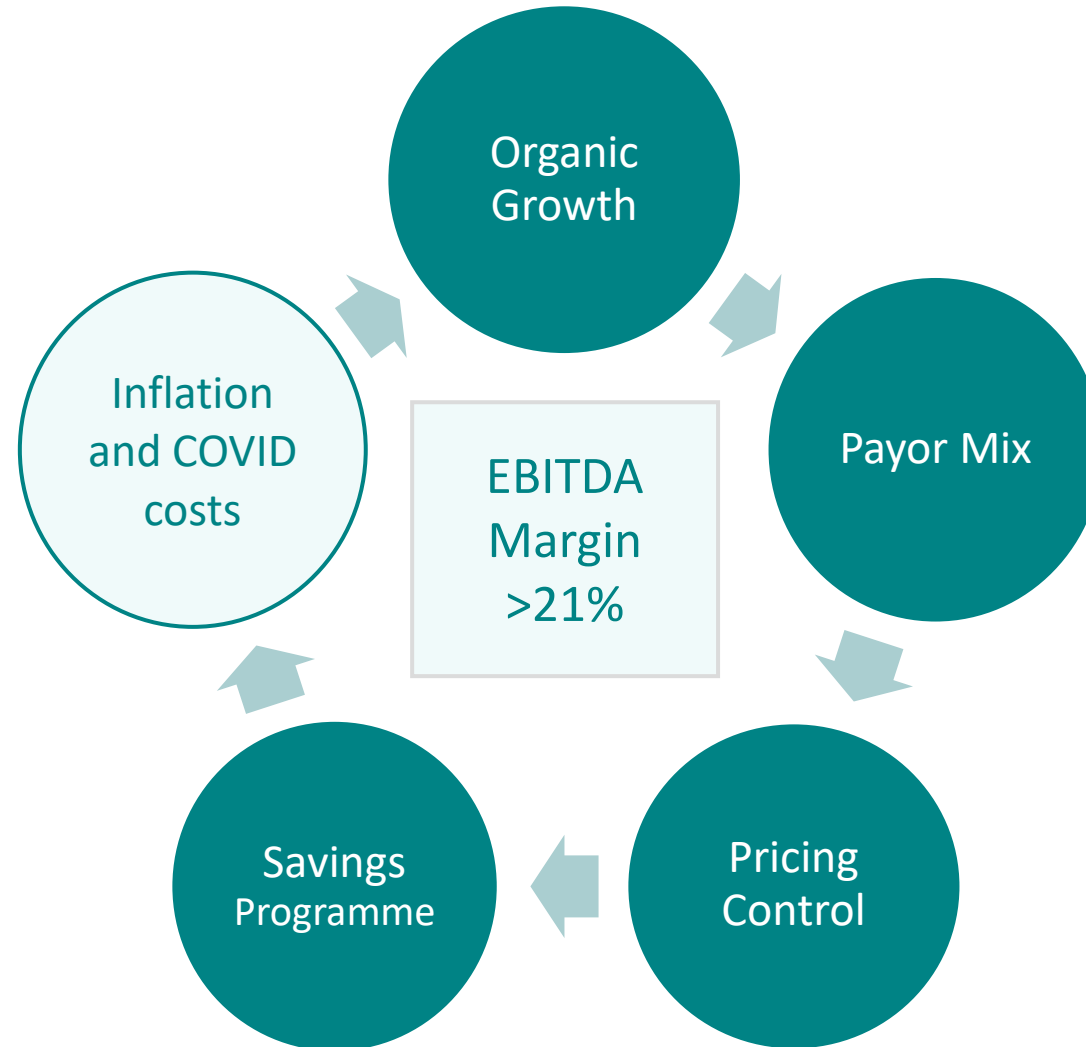 Organic
Growth
Payor Mix
Pricing
Control
Savings
Programme
Inflation
and COVID
costs
EBITDA
Margin
>21%